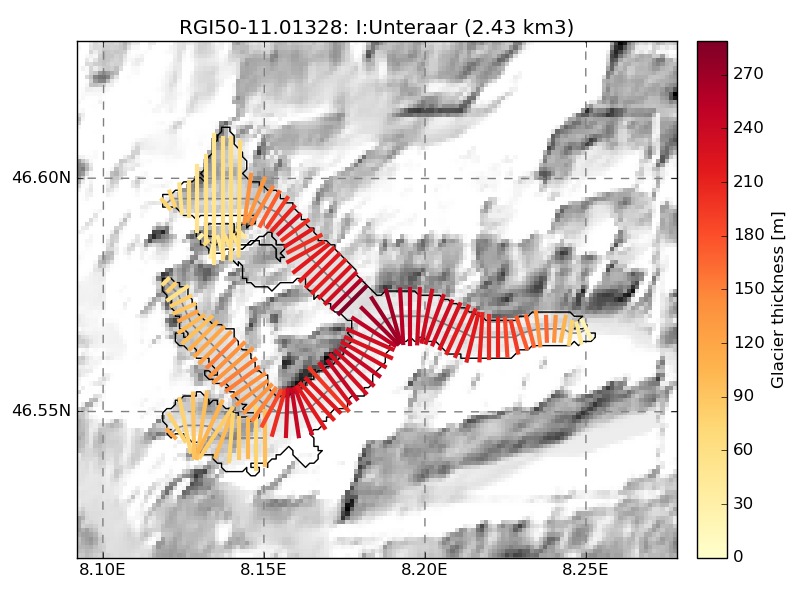 RGI50-11.01328: I:Unteraar (2.43 km3)
46.60N
46.55N
8.10E 8.15E 8.20E 8.25E
270
240
210
180
150
120
90
60
30
0
Glacier thickness [m]